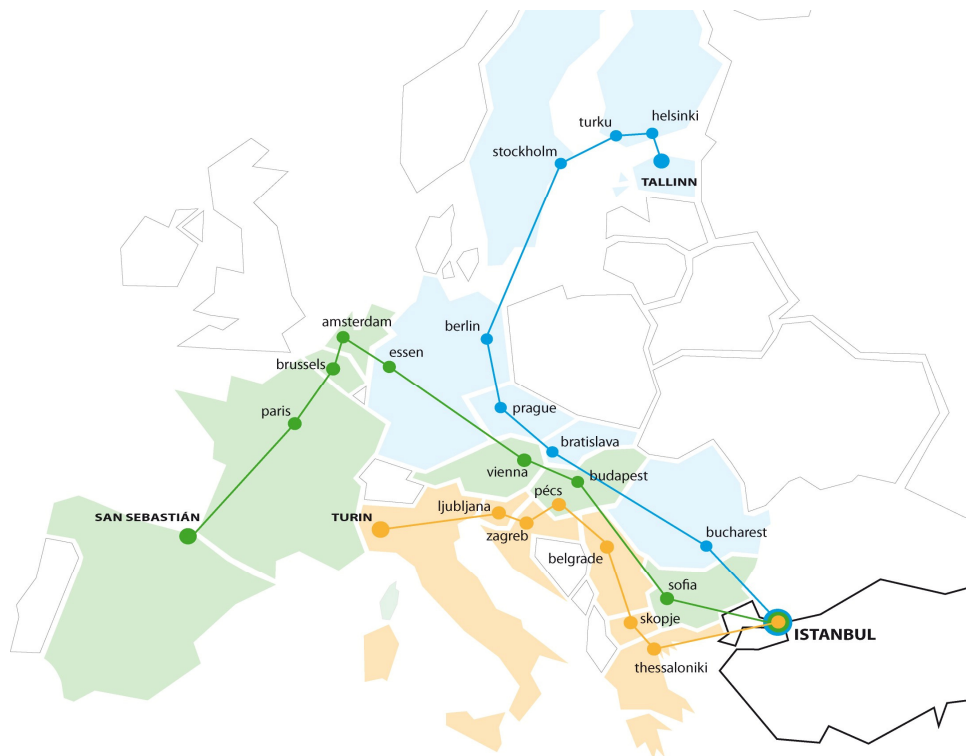 helsinki
turku
stockholm
TALLINN
amsterdam
berlin
essen
brussels
paris
prague
bratislava
vienna
budapest
pécs
ljubljana
SAN SEBASTIÁN
TURIN
zagreb
bucharest
belgrade
sofia
skopje
ISTANBUL
thessaloniki